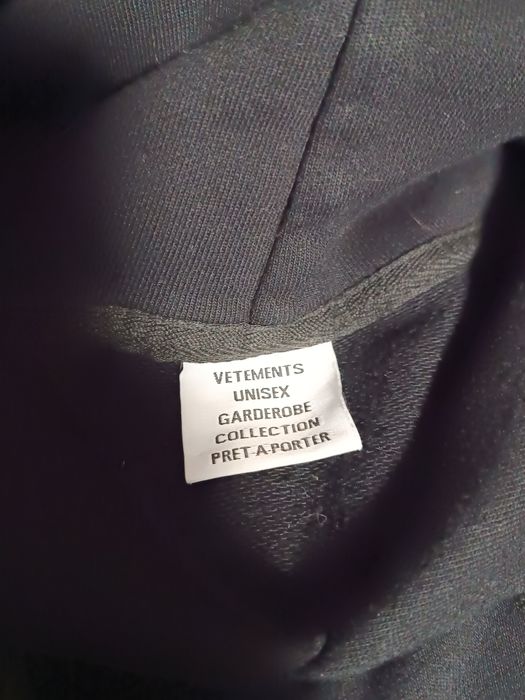 VETEMENTS
UNISEX
GARDEROBE
COLLECTION
PRET-A-PORTER